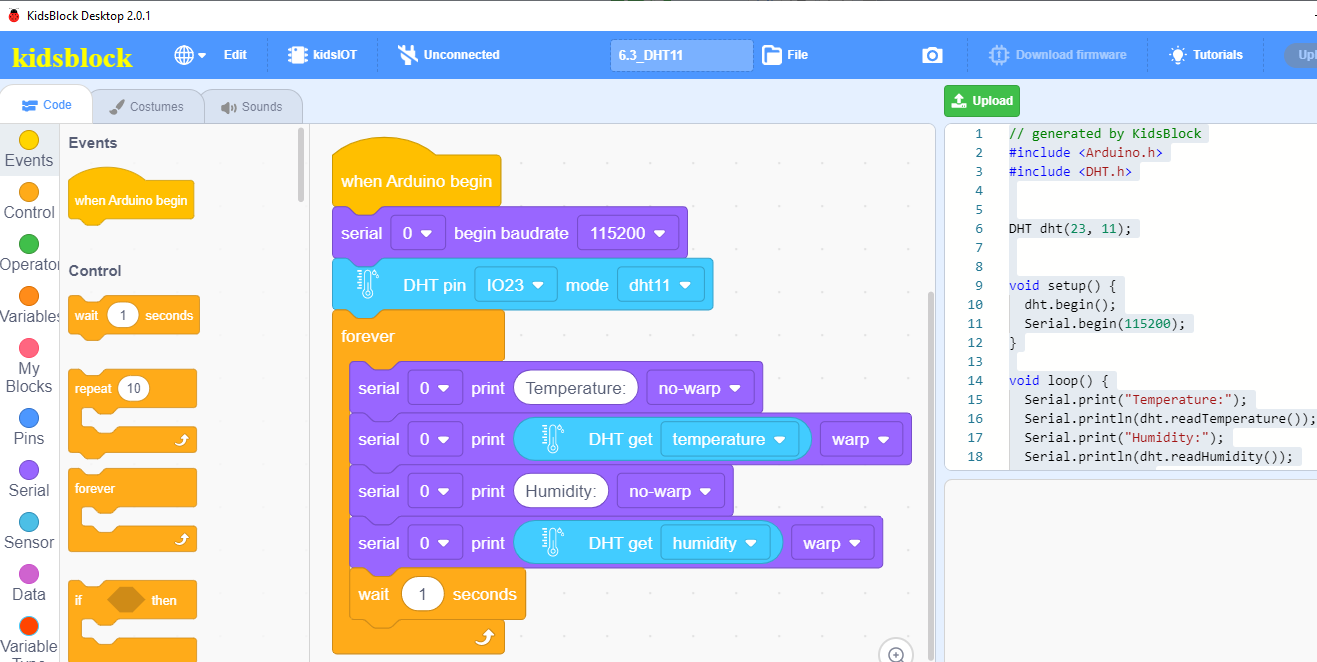 KidsBlock Desktop 2.0.1
kidsblock Edit kidsIOT Unconnected 6.3_DHT11 File Download firmware Tutorials
Code Costumes Sounds
Upload
Events
Control
Operator
Variables
My
Blocks
Pins
Serial
Sensor
Data
Variable
Events
when Arduino begin
Control
wait 1 seconds
repeat 10
forever
if then
when Arduino begin
serial 0 begin baudrate 115200
DHT pin IO23 mode dht11
forever
serial 0 print Temperature: no-warp
serial 0 print DHT get temperature warp
serial 0 print Humidity: no-warp
serial 0 print DHT get humidity warp
wait 1 seconds
1 // generated by KidsBlock
2 #include <Arduino.h>
3 #include <DHT.h>
4
5
6 DHT dht(23, 11);
7
8
9 void setup() {
10 dht.begin();
11 Serial.begin(115200);
12 }
13
14 void loop() {
15 Serial.print("Temperature:");
16 Serial.println(dht.readTemperature());
17 Serial.print("Humidity:");
18 Serial.println(dht.readHumidity());